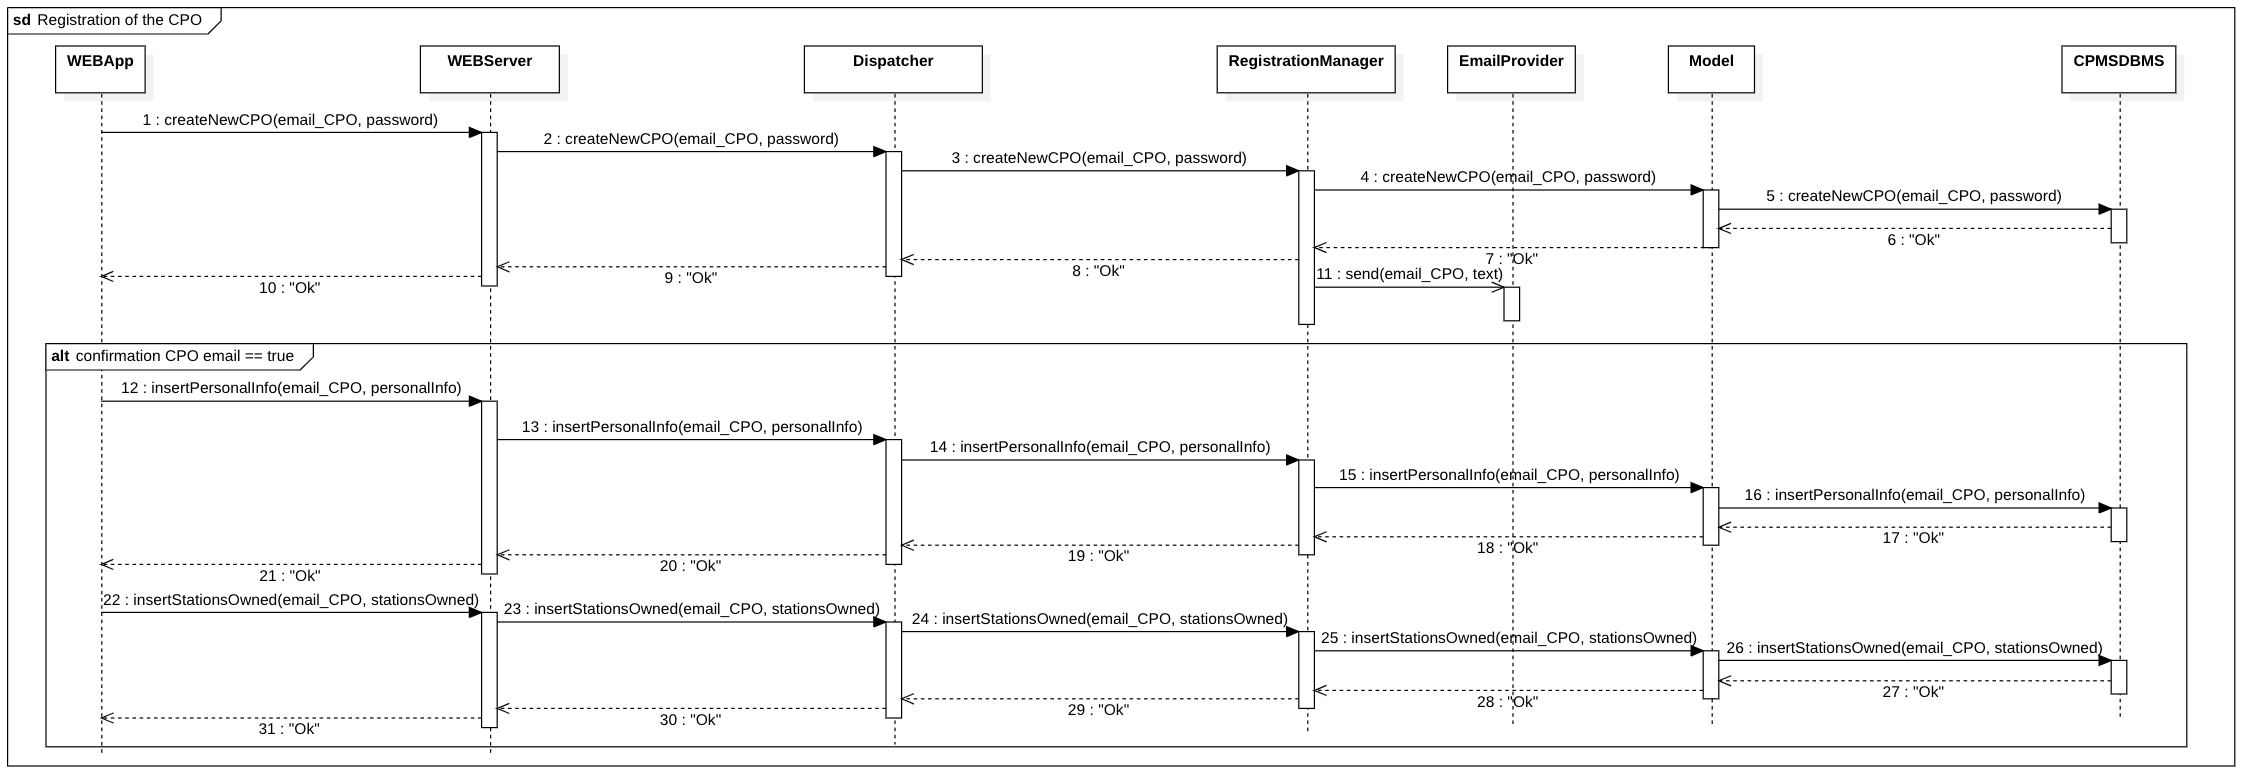 sd Registration of the CPO
WEBApp
WEBServer
Dispatcher
RegistrationManager
EmailProvider
Model
CPMSDBMS
1 : createNewCPO(email_CPO, password)
2 : createNewCPO(email_CPO, password)
3 : createNewCPO(email_CPO, password)
4 : createNewCPO(email_CPO, password)
5 : createNewCPO(email_CPO, password)
6 : "Ok"
7 : "Ok"
8 : "Ok"
9 : "Ok"
10 : "Ok"
11 : send(email_CPO, text)
alt confirmation CPO email == true
12 : insertPersonalInfo(email_CPO, personalInfo)
13 : insertPersonalInfo(email_CPO, personalInfo)
14 : insertPersonalInfo(email_CPO, personalInfo)
15 : insertPersonalInfo(email_CPO, personalInfo)
16 : insertPersonalInfo(email_CPO, personalInfo)
17 : "Ok"
18 : "Ok"
19 : "Ok"
20 : "Ok"
21 : "Ok"
22 : insertStationsOwned(email_CPO, stationsOwned)
23 : insertStationsOwned(email_CPO, stationsOwned)
24 : insertStationsOwned(email_CPO, stationsOwned)
25 : insertStationsOwned(email_CPO, stationsOwned)
26 : insertStationsOwned(email_CPO, stationsOwned)
27 : "Ok"
28 : "Ok"
29 : "Ok"
30 : "Ok"
31 : "Ok"